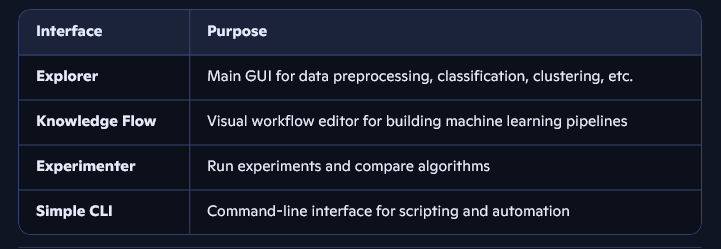 Interface Purpose
Explorer Main GUI for data preprocessing, classification, clustering, etc.
Knowledge Flow Visual workflow editor for building machine learning pipelines
Experimenter Run experiments and compare algorithms
Simple CLI Command-line interface for scripting and automation